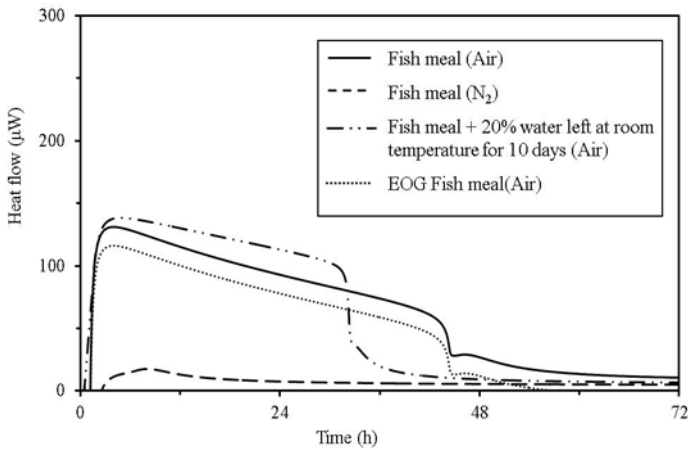 300
200
100
0
Heat flow (μW)
Fish meal (Air)
Fish meal (N2)
Fish meal + 20% water left at room
temperature for 10 days (Air)
EOG Fish meal(Air)
0
24
48
72
Time (h)